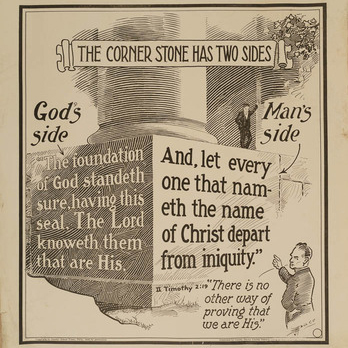 THE CORNER STONE HAS TWO SIDES
God's
side
Man's
side
"The foundation
of God standeth
sure, having this
seal, The Lord
knoweth them
that are His,
And, let every
one that nam-
eth the name
of Christ depart
from iniquity."
II Timothy 2:19
"There is no
other way of
proving that
we are His."